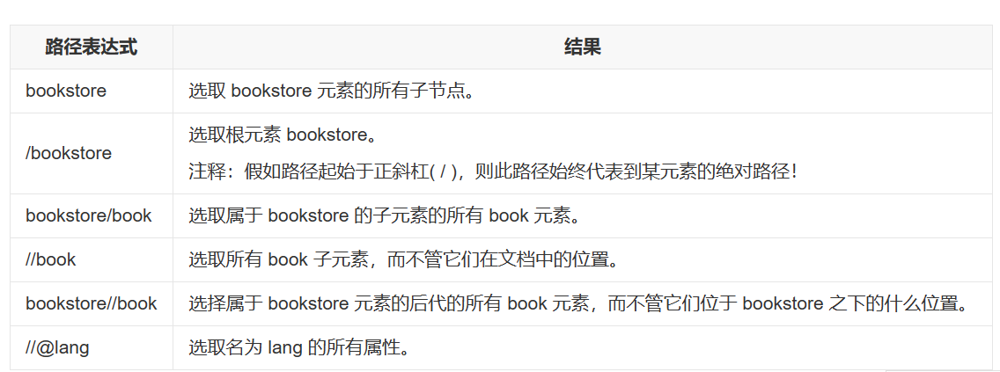 路径表达式 结果
bookstore 选取 bookstore 元素的所有子节点。
/bookstore 选取根元素 bookstore。
注释：假如路径起始于正斜杠( / )，则此路径始终代表到某元素的绝对路径！
bookstore/book 选取属于 bookstore 的子元素的所有 book 元素。
//book 选取所有 book 子元素，而不管它们在文档中的位置。
bookstore//book 选择属于 bookstore 元素的后代的所有 book 元素，而不管它们位于 bookstore 之下的什么位置。
//@lang 选取名为 lang 的所有属性。